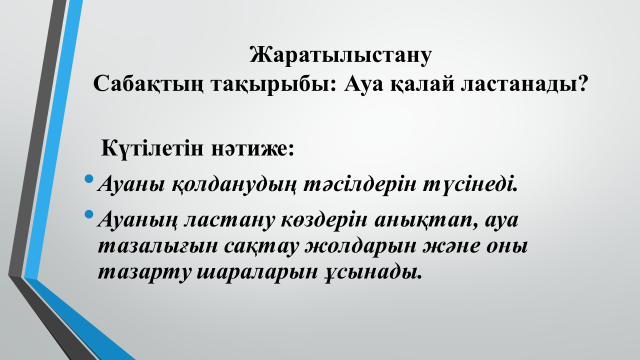 Жаратылыстану
Сабақтың тақырыбы: Ауа қалай ластанады?
Күтілетін нәтиже:
• Ауаны қолданудың тәсілдерін түсінеді.
• Ауаның ластану көздерін анықтап, ауа
тазалығын сақтау жолдарын және оны
тазарту шараларын ұсынады.